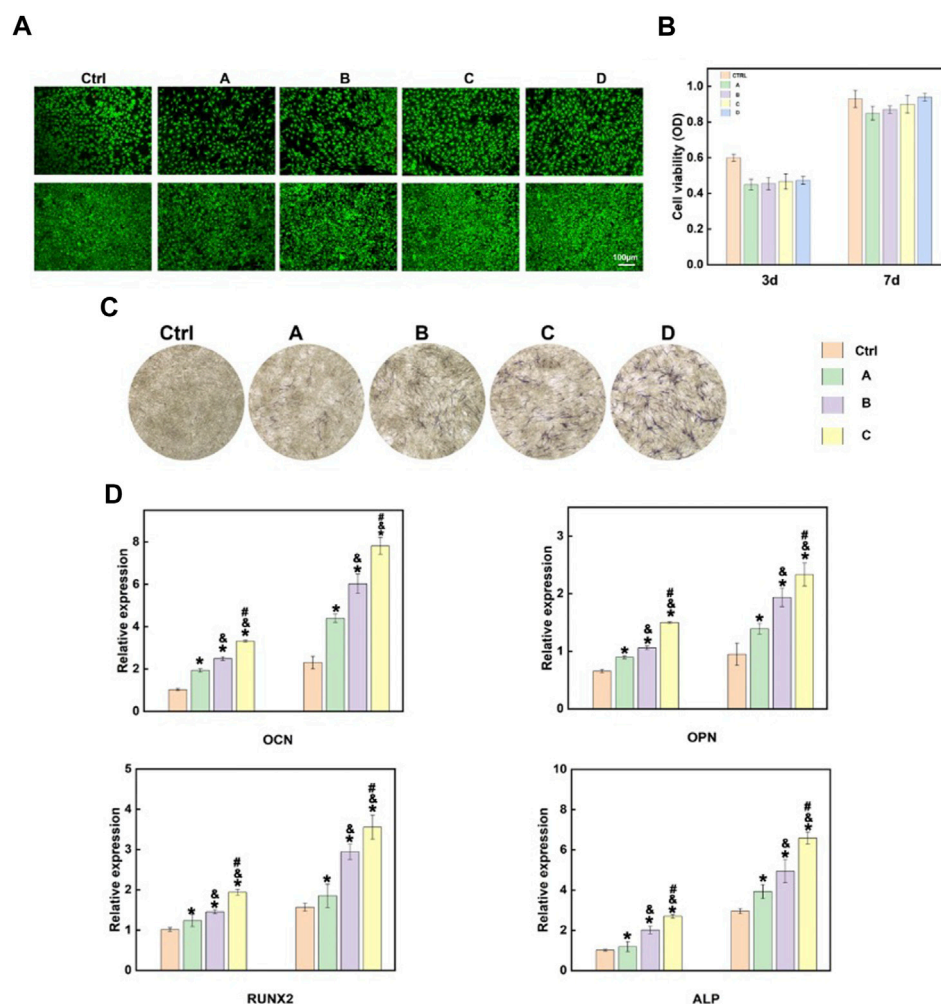 A
Ctrl A B C D
100μm
B
Cell viability (OD)
1.0
0.8
0.6
0.4
0.2
0.0
CTRL
A
B
C
D
3d 7d
C
Ctrl A B C D
Ctrl
A
B
C
D
Relative expression
8
6
4
2
0
*
&
*
#
&
*
*
&
*
#
&
*
OCN
Relative expression
3
2
1
0
*
&
*
#
&
*
*
&
*
#
&
*
OPN
Relative expression
5
4
3
2
1
0
*
&
*
#
&
*
*
&
*
#
&
*
RUNX2
Relative expression
10
8
6
4
2
0
*
&
*
#
&
*
*
&
*
#
&
*
ALP